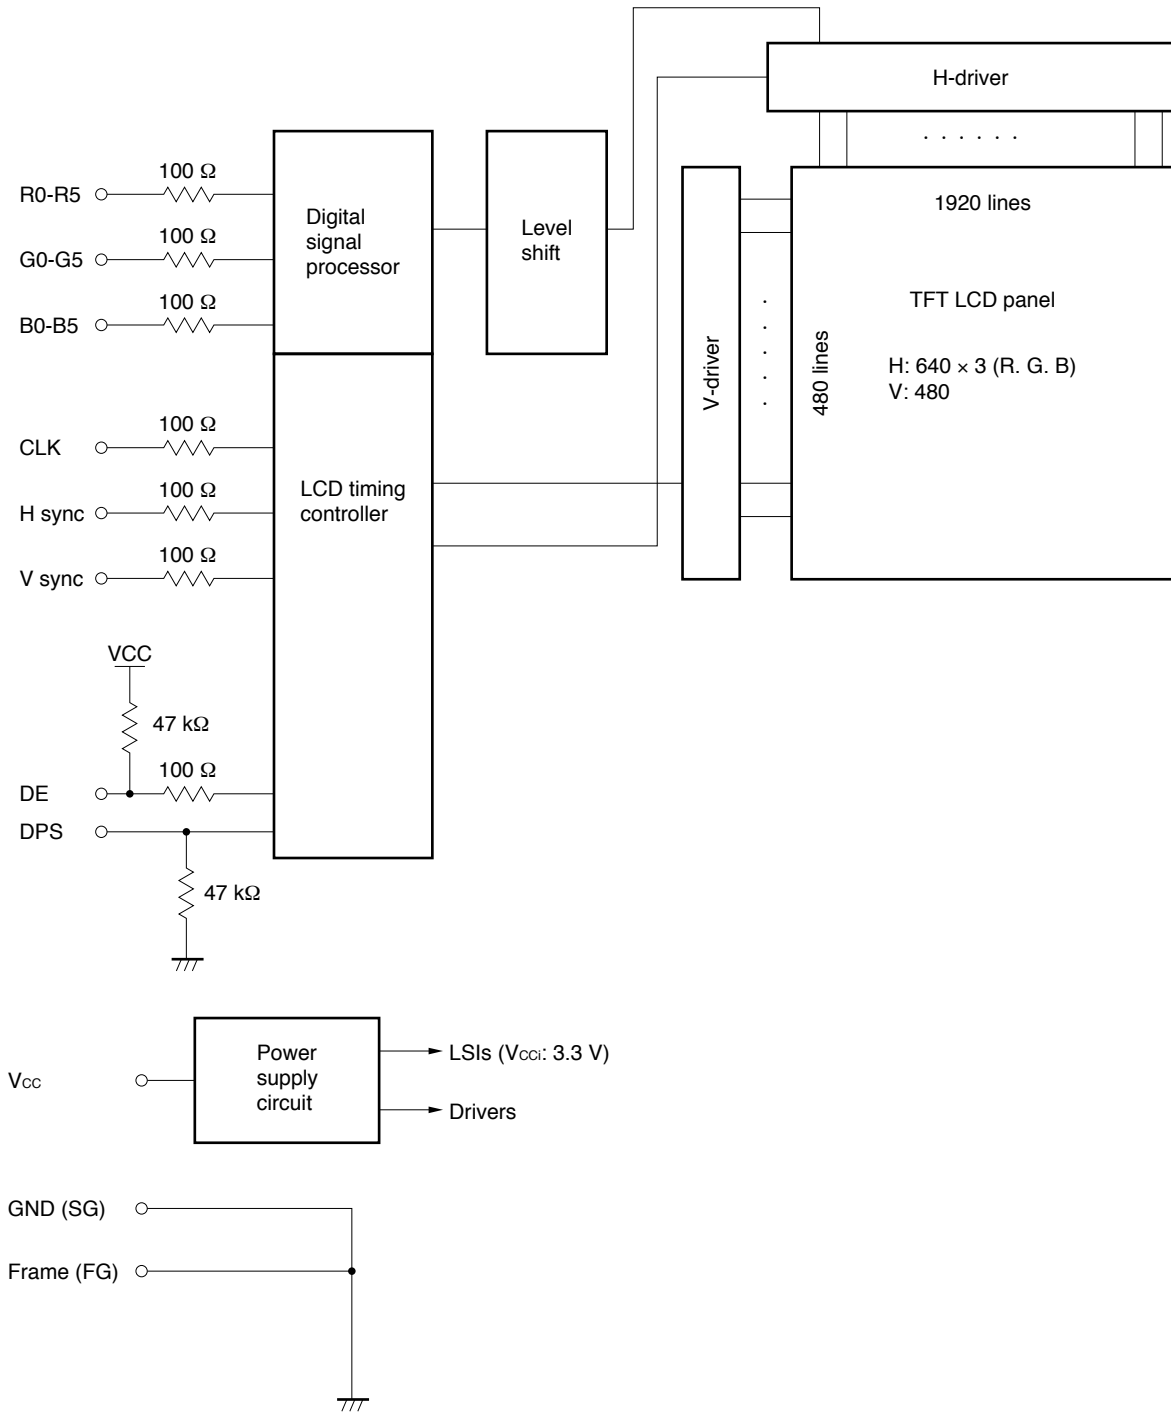 H-driver
. . . . . .
100 Ω
R0-R5
Digital
signal
processor
Level
shift
1920 lines
100 Ω
G0-G5
100 Ω
B0-B5
V-driver
480 lines
TFT LCD panel
H: 640 × 3 (R. G. B)
V: 480
100 Ω
CLK
LCD timing
controller
100 Ω
H sync
100 Ω
V sync
VCC
47 kΩ
100 Ω
DE
DPS
47 kΩ
Power
supply
circuit
LSIs (VCCi: 3.3 V)
VCC
Drivers
GND (SG)
Frame (FG)